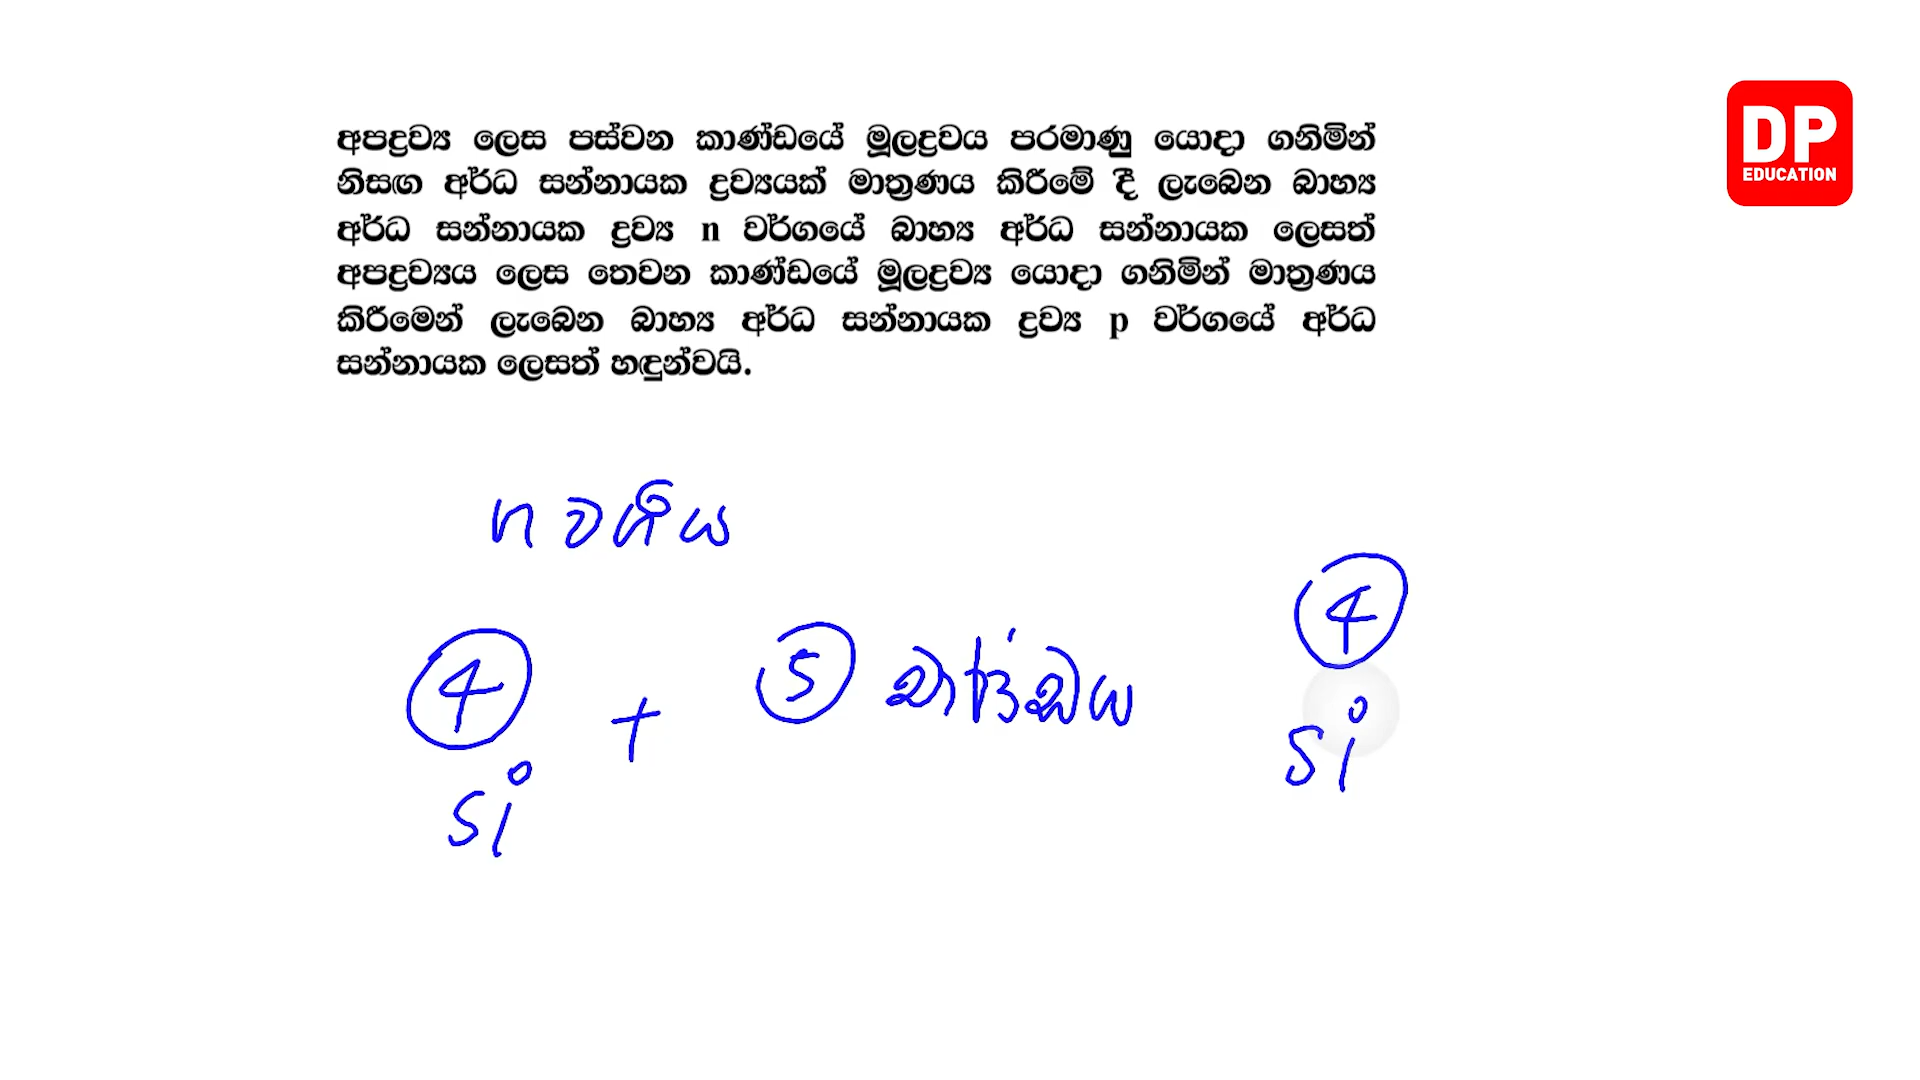 අපද්‍රව්‍ය ලෙස පස්වන කාණ්ඩයේ මූලද්‍රවය පරමාණු යොදා ගනිමින්
නිසඟ අර්ධ සන්නායක ද්‍රව්‍යයක් මාත්‍රණය කිරීමේ දී ලැබෙන බාහ්‍ය
අර්ධ සන්නායක ද්‍රව්‍ය n වර්ගයේ බාහ්‍ය අර්ධ සන්නායක ලෙසත්
අපද්‍රව්‍යය ලෙස තෙවන කාණ්ඩයේ මූලද්‍රව්‍ය යොදා ගනිමින් මාත්‍රණය
කිරීමෙන් ලැබෙන බාහ්‍ය අර්ධ සන්නායක ද්‍රව්‍ය p වර්ගයේ අර්ධ
සන්නායක ලෙසත් හඳුන්වයි.
DP
EDUCATION
n වර්ගය
4 + 5 කාණ්ඩය 4
Si Si